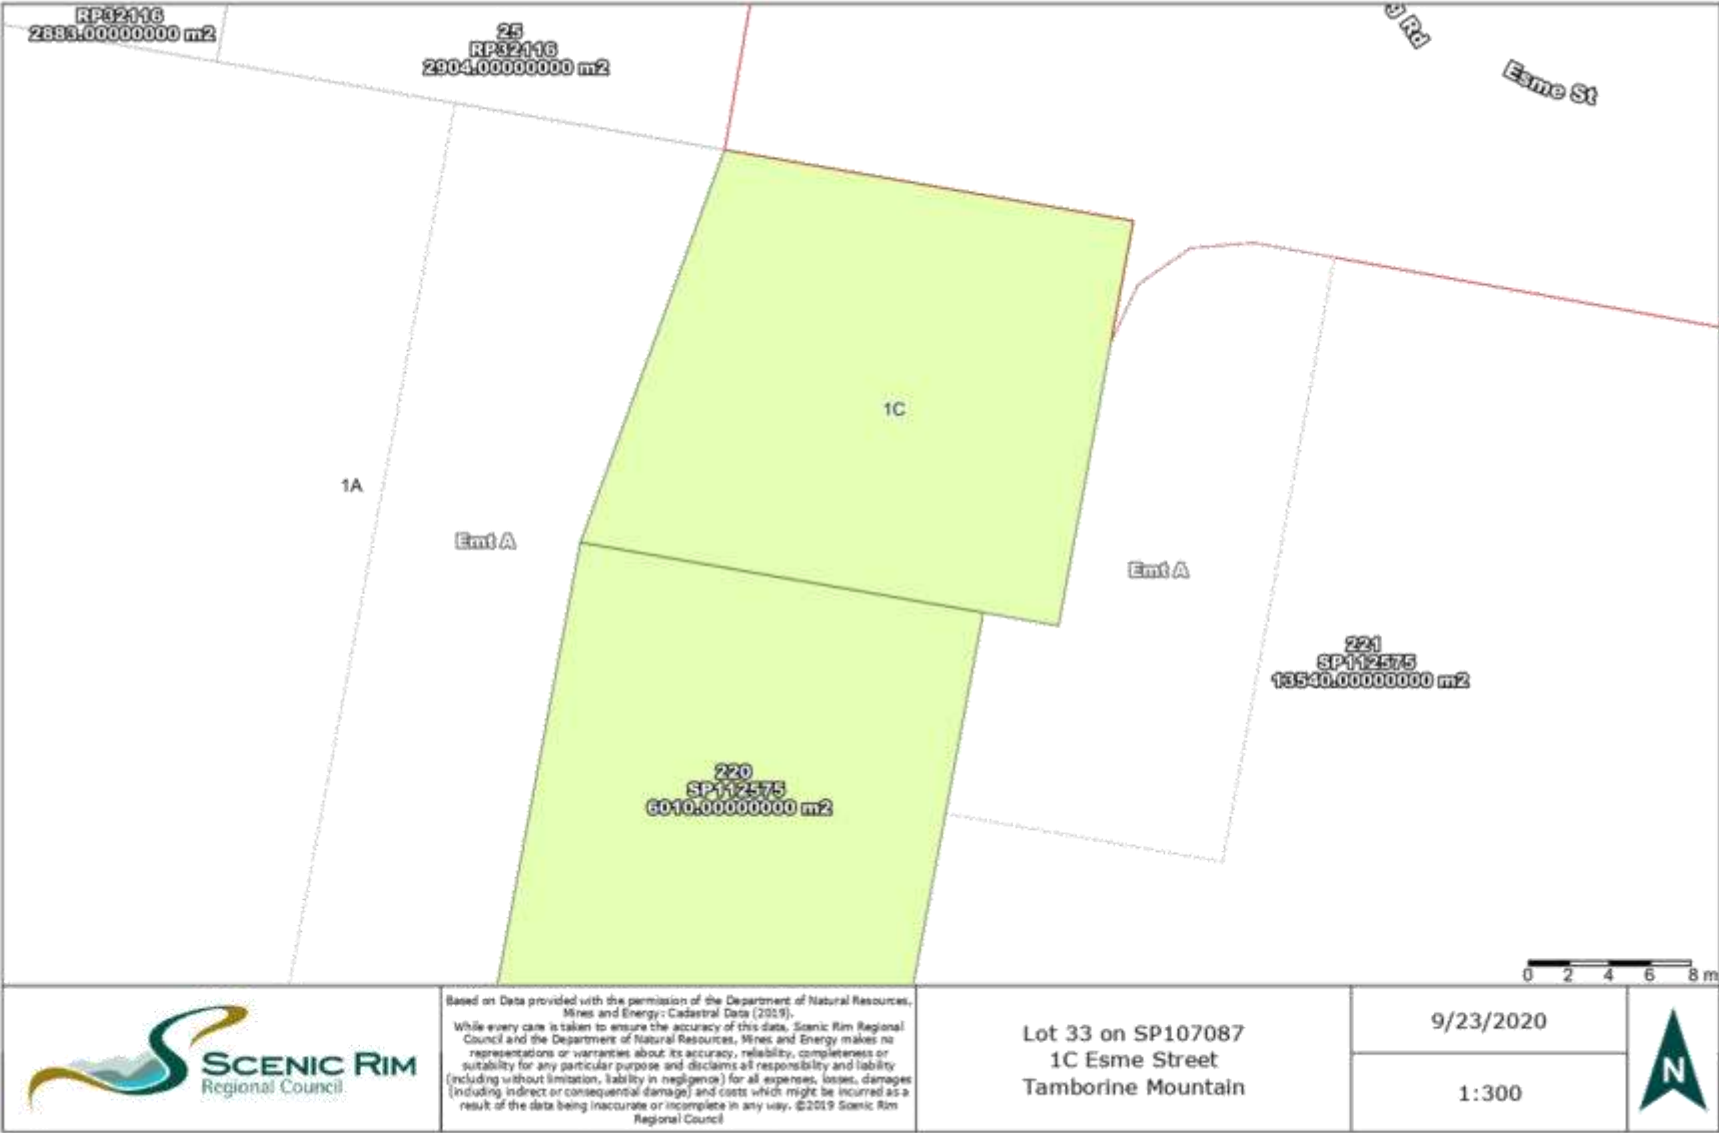 RP32116
2883.00000000 m2
25
RP32116
2904.00000000 m2
g Rd
Esme St
1C
1A
Emt A
Emt A
221
SP112575
13540.00000000 m2
220
SP112575
6010.00000000 m2
0 2 4 6 8 m
SCENIC RIM
Regional Council
Based on Data provided with the permission of the Department of Natural Resources,
Mines and Energy: Cadastral Data (2019).
While every care is taken to ensure the accuracy of this data, Scenic Rim Regional
Council and the Department of Natural Resources, Mines and Energy makes no
representations or warranties about its accuracy, reliability, completeness or
suitability for any particular purpose and disclaims all responsibility and liability
(including without limitation, liability in negligence) for all expenses, losses, damages
(including indirect or consequential damage) and costs which might be incurred as a
result of the data being inaccurate or incomplete in any way. ©2019 Scenic Rim
Regional Council
Lot 33 on SP107087
1C Esme Street
Tamborine Mountain
9/23/2020
1:300
N